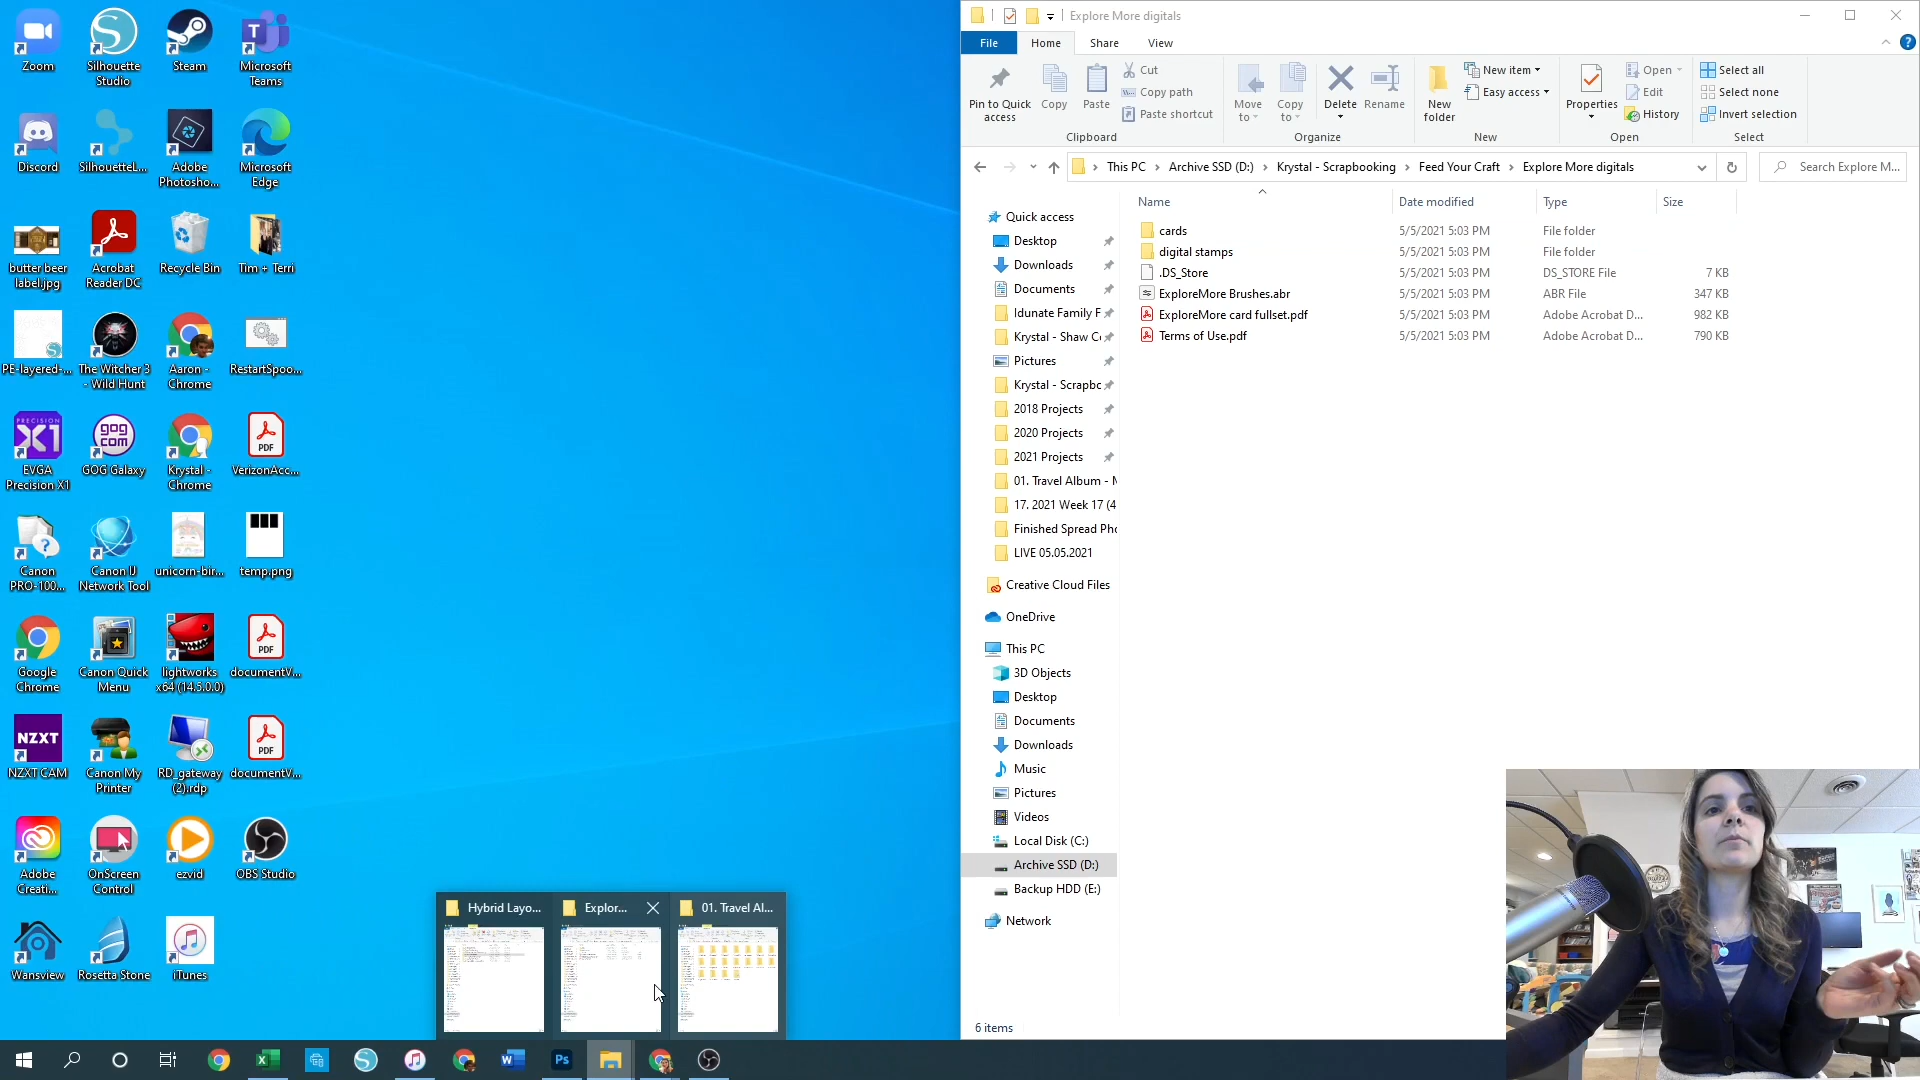 Zoom
Silhouette
Studio
Steam
Microsoft
Teams
Discord
SilhouetteL...
Adobe
Photosho...
Microsoft
Edge
butter beer
label.jpg
Acrobat
Reader DC
Recycle Bin
Tim + Terri
PE-layered-...
The Witcher 3
- Wild Hunt
Aaron -
Chrome
RestartSpoo...
PRECISION
X1
EVGA
Precision X1
gog
com
GOG Galaxy
Krystal -
Chrome
PDF
VerizonAcc...
Canon
PRO-100...
Canon IJ
Network Tool
unicorn-bir...
temp.png
Google
Chrome
Canon Quick
Menu
lightworks
x64 (14.5.0.0)
PDF
documentV...
NZXT
NZXT CAM
Canon My
Printer
RD_gateway
(2).rdp
PDF
documentV...
Adobe
Creati...
OnScreen
Control
ezvid
OBS Studio
Wansview
Rosetta Stone
iTunes
Hybrid Layo...
Explor...
01. Travel Al...
Explore More digitals
File
Home
Share
View
Pin to Quick
access
Copy
Paste
Cut
Copy path
Paste shortcut
Clipboard
Move
to
Copy
to
Delete
Rename
Organize
New
folder
New item
Easy access
New
Properties
Open
Edit
History
Open
Select all
Select none
Invert selection
Select
This PC
Archive SSD (D:)
Krystal - Scrapbooking
Feed Your Craft
Explore More digitals
Search Explore M...
Name Date modified Type Size
cards 5/5/2021 5:03 PM File folder
digital stamps 5/5/2021 5:03 PM File folder
.DS_Store 5/5/2021 5:03 PM DS_STORE File 7 KB
ExploreMore Brushes.abr 5/5/2021 5:03 PM ABR File 347 KB
ExploreMore card fullset.pdf 5/5/2021 5:03 PM Adobe Acrobat D... 982 KB
Terms of Use.pdf 5/5/2021 5:03 PM Adobe Acrobat D... 790 KB
Quick access
Desktop
Downloads
Documents
Idunate Family F
Krystal - Shaw C
Pictures
Krystal - Scrapbc
2018 Projects
2020 Projects
2021 Projects
01. Travel Album - M
17. 2021 Week 17 (4
Finished Spread Pho
LIVE 05.05.2021
Creative Cloud Files
OneDrive
This PC
3D Objects
Desktop
Documents
Downloads
Music
Pictures
Videos
Local Disk (C:)
Archive SSD (D:)
Backup HDD (E:)
Network
6 items
Ps